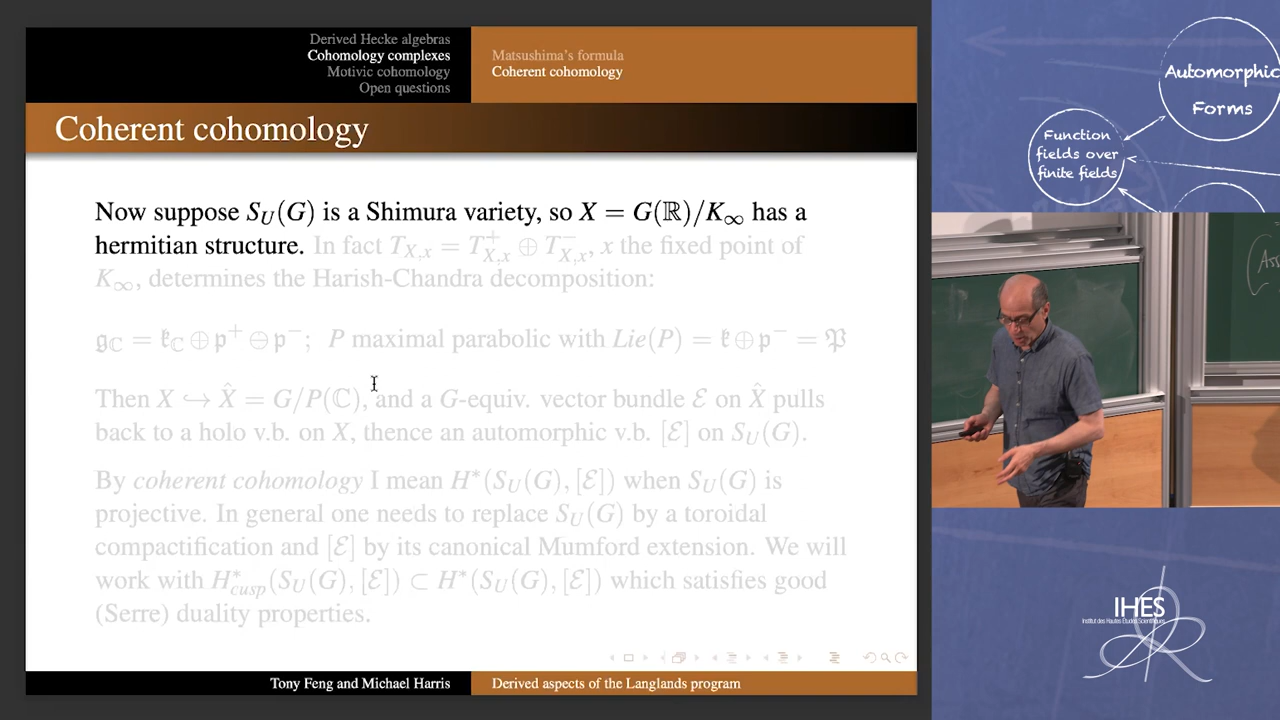 Derived Hecke algebras
Cohomology complexes
Motivic cohomology
Open questions
Matsushima's formula
Coherent cohomology
Coherent cohomology
Now suppose S_U(G) is a Shimura variety, so X = G(ℝ)/K_∞ has a
hermitian structure. In fact T_{X,x} = T^+_{X,x} ⊕ T^-_{X,x}, x the fixed point of
K_∞, determines the Harish-Chandra decomposition:
𝔤_ℂ = 𝔨_ℂ ⊕ 𝔭^+ ⊖ 𝔭^-; P maximal parabolic with Lie(P) = 𝔨 ⊕ 𝔭^- = 𝔓
Then X ↪ X̂ = G/P(ℂ), and a G-equiv. vector bundle ℰ on X̂ pulls
back to a holo v.b. on X, thence an automorphic v.b. [ℰ] on S_U(G).
By coherent cohomology I mean H^*(S_U(G), [ℰ]) when S_U(G) is
projective. In general one needs to replace S_U(G) by a toroidal
compactification and [ℰ] by its canonical Mumford extension. We will
work with H^*_{cusp}(S_U(G), [ℰ]) ⊂ H^*(S_U(G), [ℰ]) which satisfies good
(Serre) duality properties.
Tony Feng and Michael Harris
Derived aspects of the Langlands program
Automorphic
Forms
Function
fields over
finite fields
(Ass
IHES
Institut des Hautes Études Scientifiques